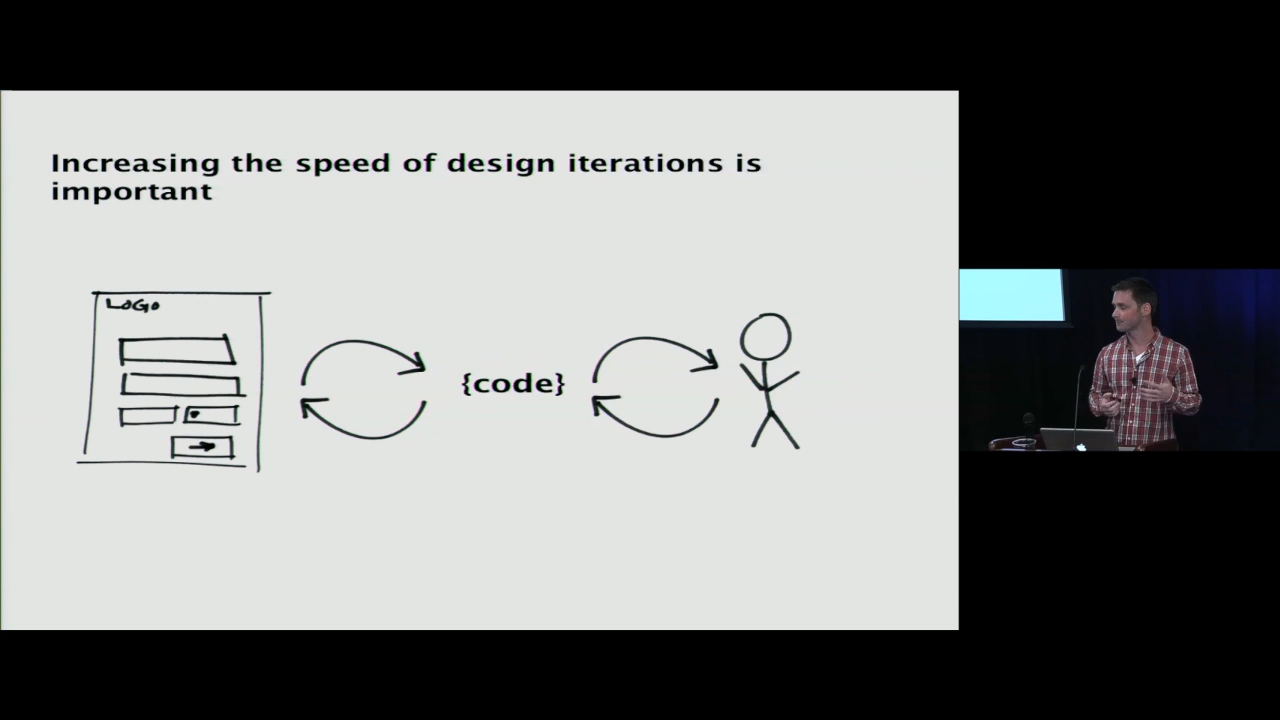 Increasing the speed of design iterations is
important
LOGO
{code}